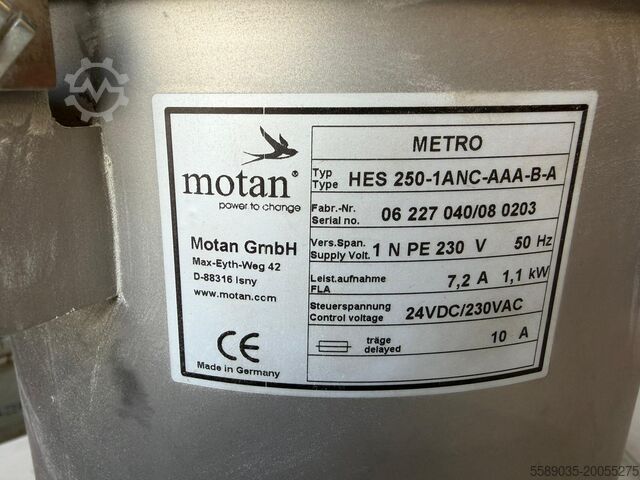 motan®
power to change
Motan GmbH
Max-Eyth-Weg 42
D-88316 Isny
www.motan.com
CE
Made in Germany
METRO
Typ
Type
HES 250-1ANC-AAA-B-A
Fabr.-Nr.
Serial no.
06 227 040/08 0203
Vers.Span.
Supply Volt.
1 N PE 230 V 50 Hz
Leist.aufnahme
FLA
7,2 A 1,1 kW
Steuerspannung
Control voltage
24VDC/230VAC
träge
delayed
10 A
5589035-20055275